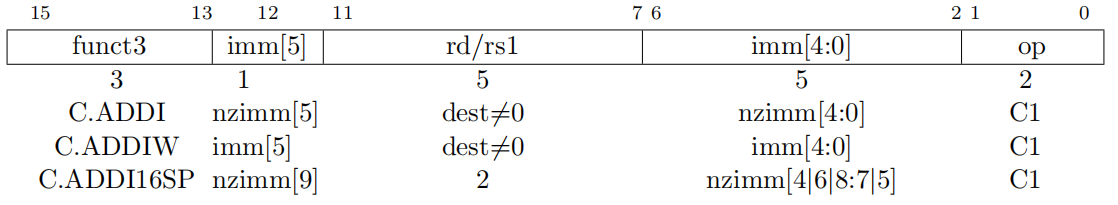 15 13 12 11 7 6 2 1 0
funct3 imm[5] rd/rs1 imm[4:0] op
3 1 5 5 2
C.ADDI nzimm[5] dest≠0 nzimm[4:0] C1
C.ADDIW imm[5] dest≠0 imm[4:0] C1
C.ADDI16SP nzimm[9] 2 nzimm[4|6|8:7|5] C1